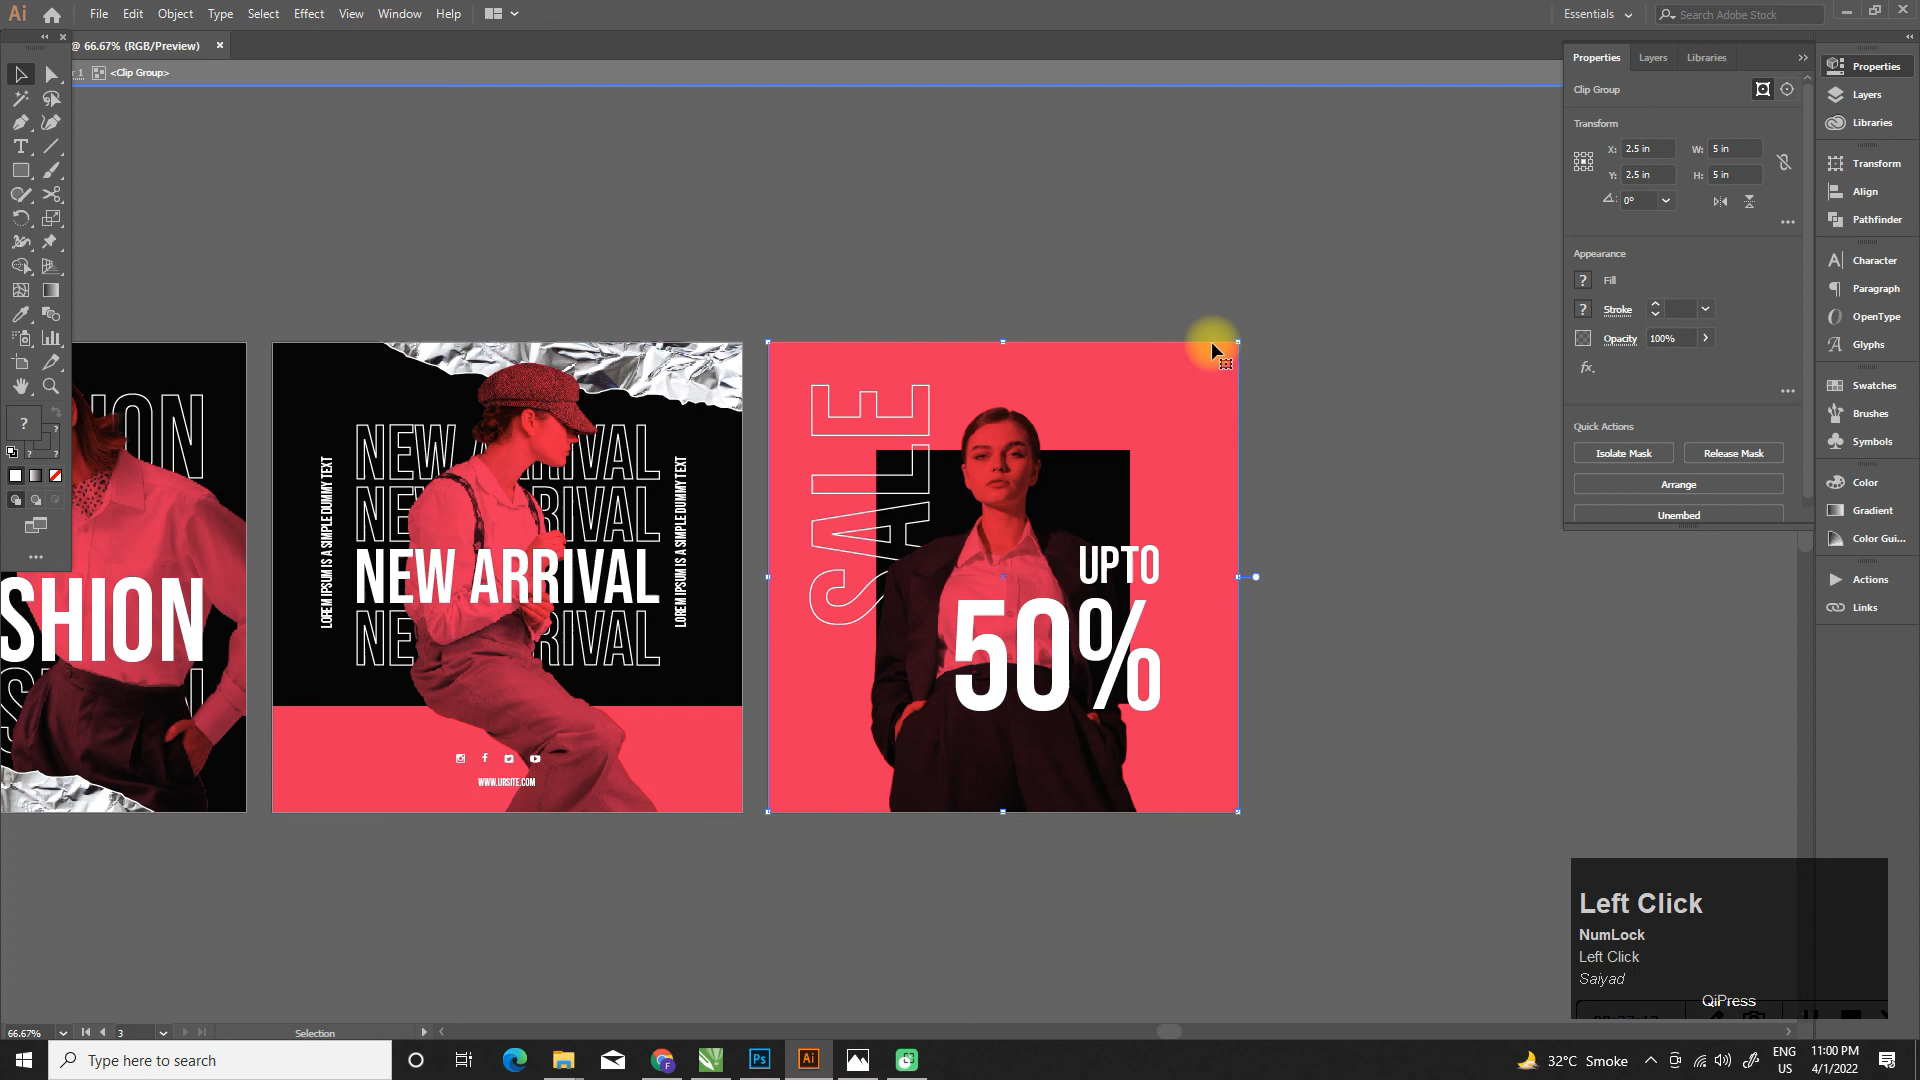 Ai
File Edit Object Type Select Effect View Window Help
Essentials
Search Adobe Stock
@ 66.67% (RGB/Preview) ×
r 1 <Clip Group>
Properties Layers Libraries
Clip Group
Transform
X: 2.5 in W: 5 in
Y: 2.5 in H: 5 in
0°
Appearance
? Fill
? Stroke
Opacity 100%
fx.
Quick Actions
Isolate Mask Release Mask
Arrange
Unembed
Properties
Layers
Libraries
Transform
Align
Pathfinder
Character
Paragraph
OpenType
Glyphs
Swatches
Brushes
Symbols
Color
Gradient
Color Gui...
Actions
Links
SHION
NEW ARRIVAL
NEW ARRIVAL
NEW ARRIVAL
LOREM IPSUM IS A SIMPLE DUMMY TEXT
LOREM IPSUM IS A SIMPLE DUMMY TEXT
WWW.URSITE.COM
SALE
UPTO
50%
Left Click
NumLock
Left Click
Saiyad
QiPress
66.67% 3 Selection
Type here to search
Ps
Ai
32°C Smoke
ENG
US
11:00 PM
4/1/2022